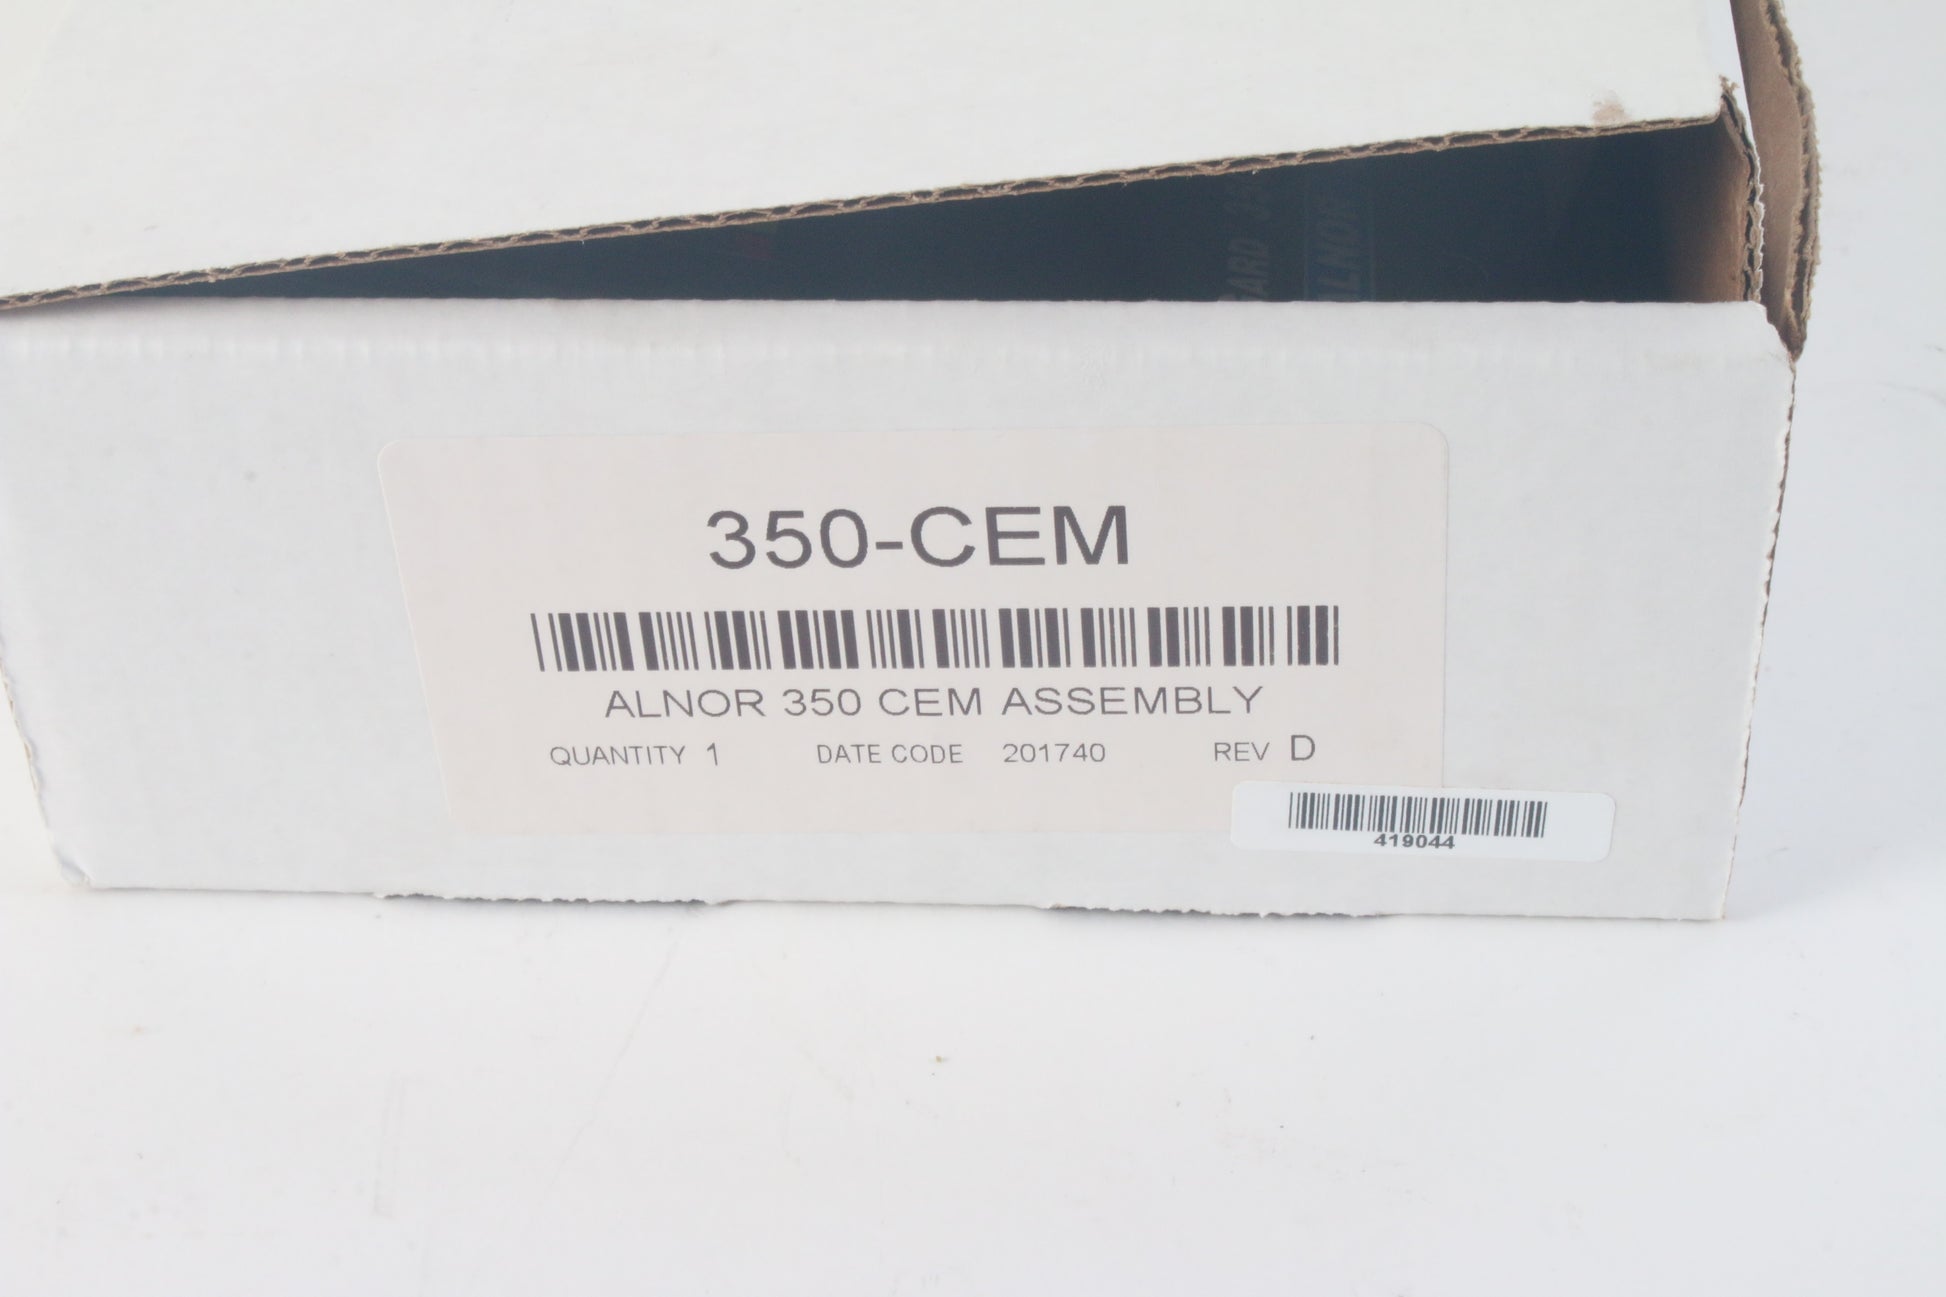 350-CEM
ALNOR 350 CEM ASSEMBLY
QUANTITY 1 DATE CODE 201740 REV D
419044